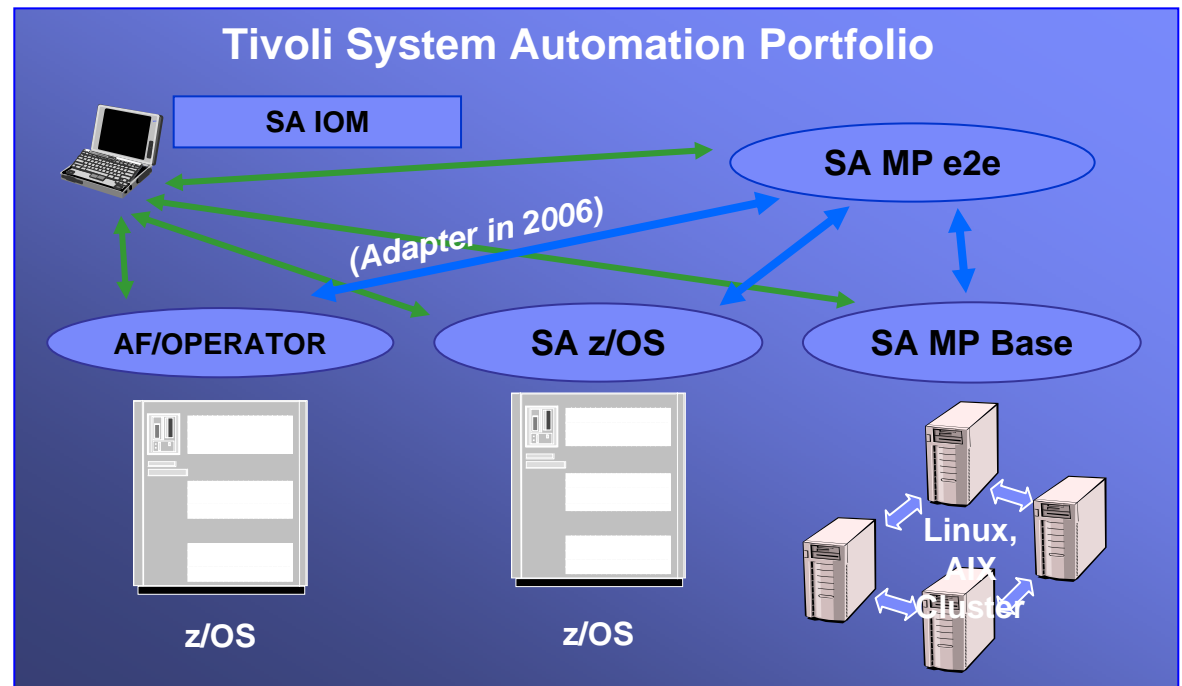 Tivoli System Automation Portfolio
SA IOM
SA MP e2e
(Adapter in 2006)
AF/OPERATOR
SA z/OS
SA MP Base
Linux,
AIX
Cluster
z/OS
z/OS